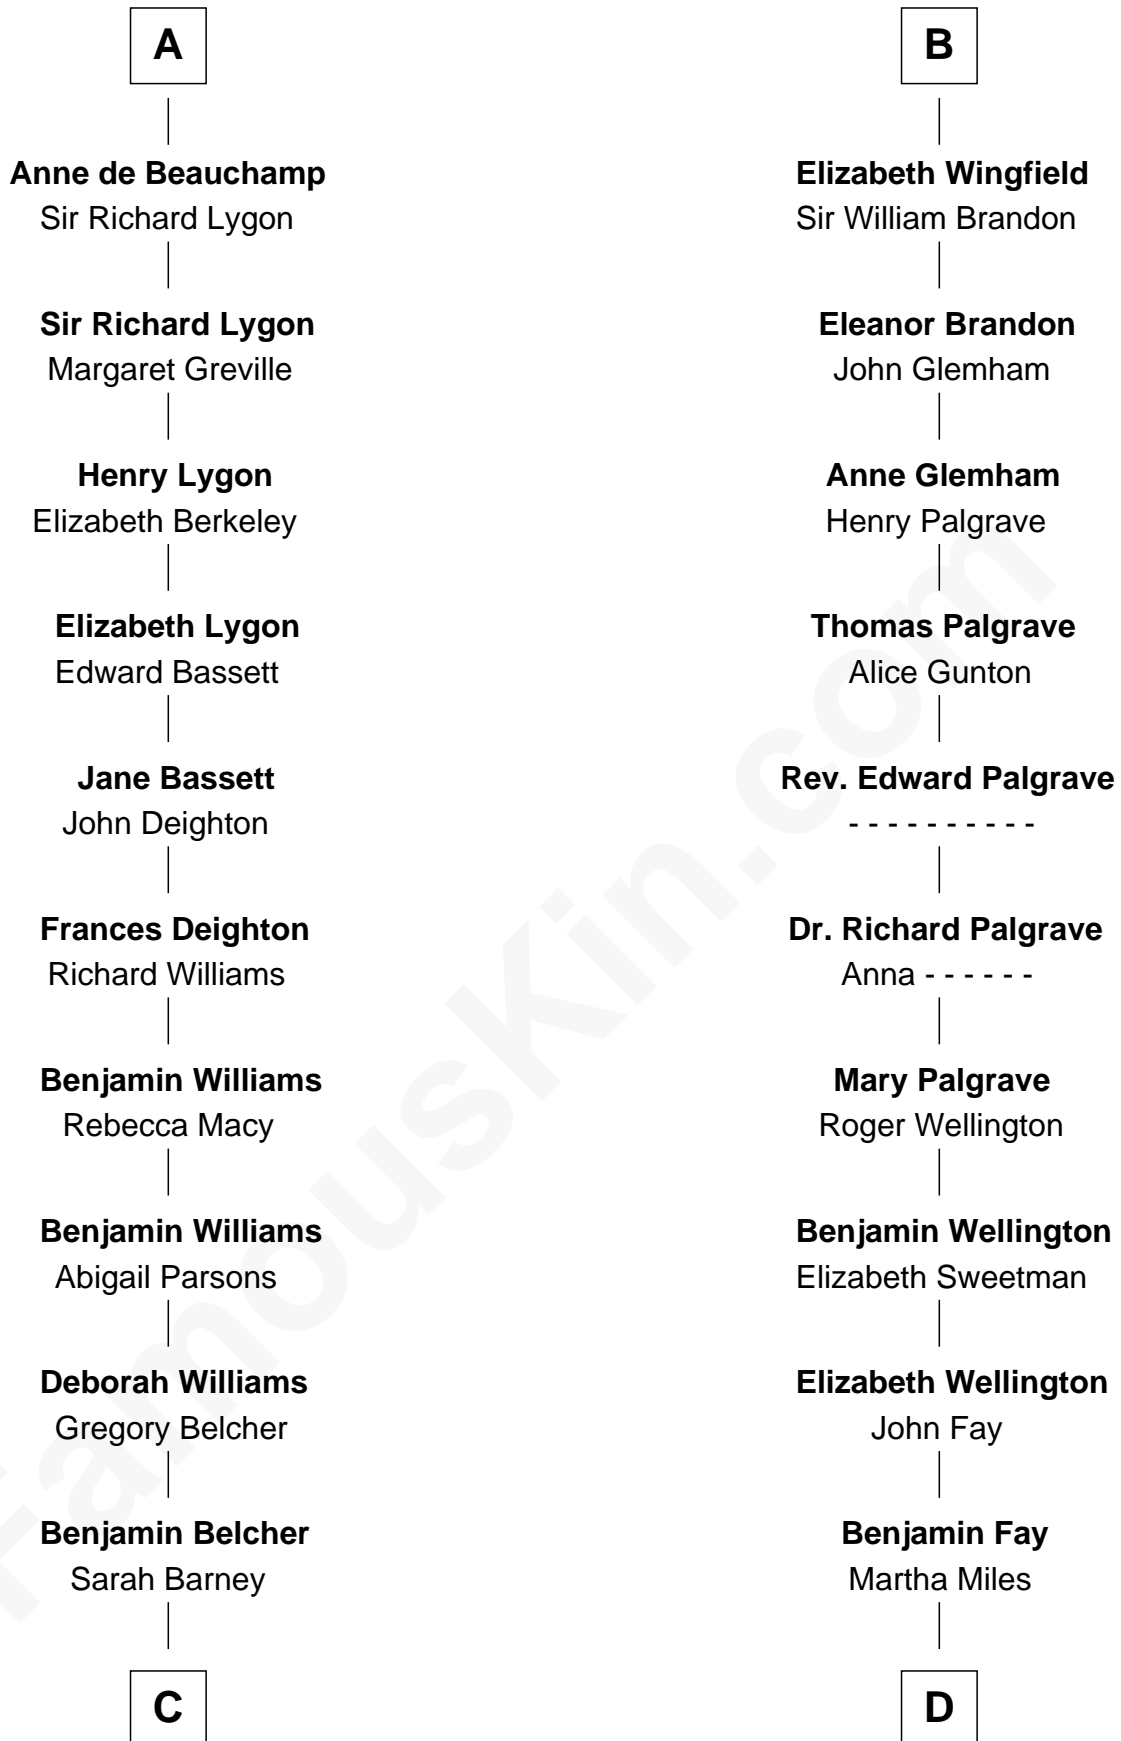 A
Anne de Beauchamp
Sir Richard Lygon
Sir Richard Lygon
Margaret Greville
Henry Lygon
Elizabeth Berkeley
Elizabeth Lygon
Edward Bassett
Jane Bassett
John Deighton
Frances Deighton
Richard Williams
Benjamin Williams
Rebecca Macy
Benjamin Williams
Abigail Parsons
Deborah Williams
Gregory Belcher
Benjamin Belcher
Sarah Barney
C
B
Elizabeth Wingfield
Sir William Brandon
Eleanor Brandon
John Glemham
Anne Glemham
Henry Palgrave
Thomas Palgrave
Alice Gunton
Rev. Edward Palgrave
- - - - - - - - - -
Dr. Richard Palgrave
Anna - - - - - -
Mary Palgrave
Roger Wellington
Benjamin Wellington
Elizabeth Sweetman
Elizabeth Wellington
John Fay
Benjamin Fay
Martha Miles
D
FamousKin.com